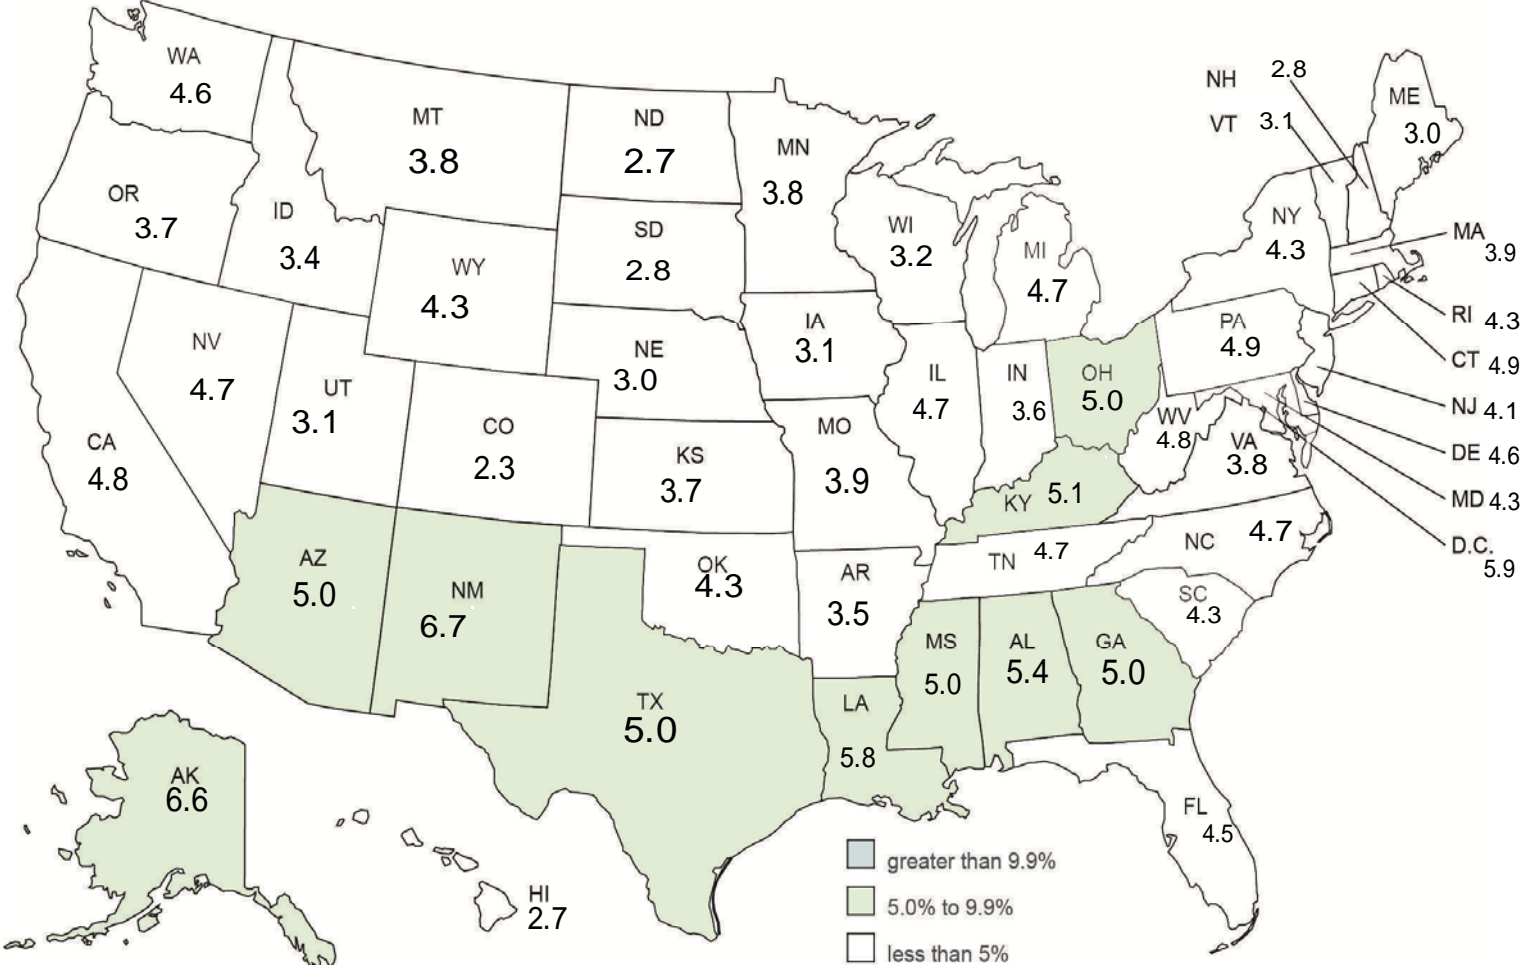 WA
4.6
MT
3.8
ND
2.7
MN
3.8
NH 2.8
VT 3.1
ME
3.0
OR
3.7
ID
3.4
WY
4.3
SD
2.8
WI
3.2
MI
4.7
NY
4.3
MA
3.9
RI 4.3
CT 4.9
NJ 4.1
DE 4.6
MD 4.3
D.C.
5.9
NV
4.7
UT
3.1
CO
2.3
NE
3.0
IA
3.1
IL
4.7
IN
3.6
OH
5.0
PA
4.9
WV
4.8
VA
3.8
CA
4.8
KS
3.7
MO
3.9
KY 5.1
AZ
5.0
NM
6.7
OK
4.3
AR
3.5
TN 4.7
NC 4.7
SC
4.3
TX
5.0
LA
5.8
MS
5.0
AL
5.4
GA
5.0
FL
4.5
AK
6.6
HI
2.7
greater than 9.9%
5.0% to 9.9%
less than 5%